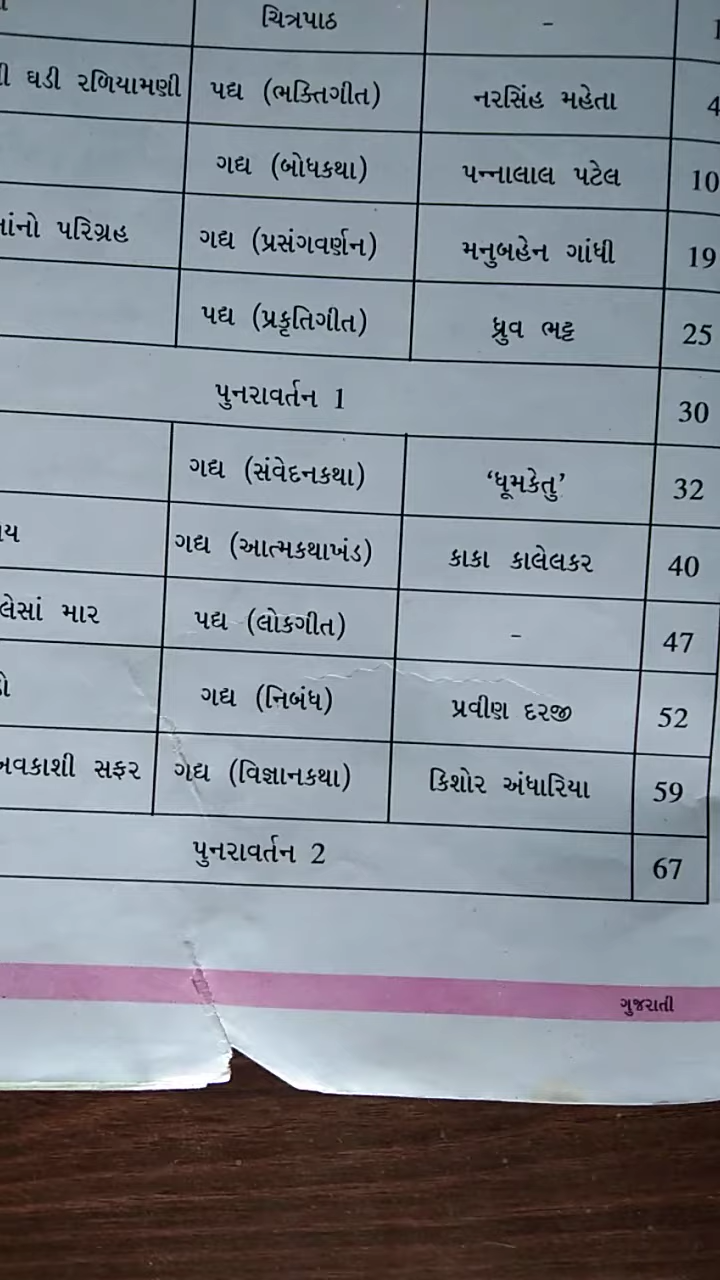 ચિત્રપાઠ -
ઘડી રળિયામણી પદ્ય (ભક્તિગીત) નરસિંહ મહેતા 4
ગદ્ય (બોધકથા) પન્નાલાલ પટેલ 10
પરિગ્રહ ગદ્ય (પ્રસંગવર્ણન) મનુબહેન ગાંધી 19
પદ્ય (પ્રકૃતિગીત) ધ્રુવ ભટ્ટ 25
પુનરાવર્તન 1 30
ગદ્ય (સંવેદનકથા) ‘ધૂમકેતુ’ 32
ગદ્ય (આત્મકથાખંડ) કાકા કાલેલકર 40
માર પદ્ય (લોકગીત) - 47
ગદ્ય (નિબંધ) પ્રવીણ દરજી 52
સફર ગદ્ય (વિજ્ઞાનકથા) કિશોર અંધારિયા 59
પુનરાવર્તન 2 67
ગુજરાતી